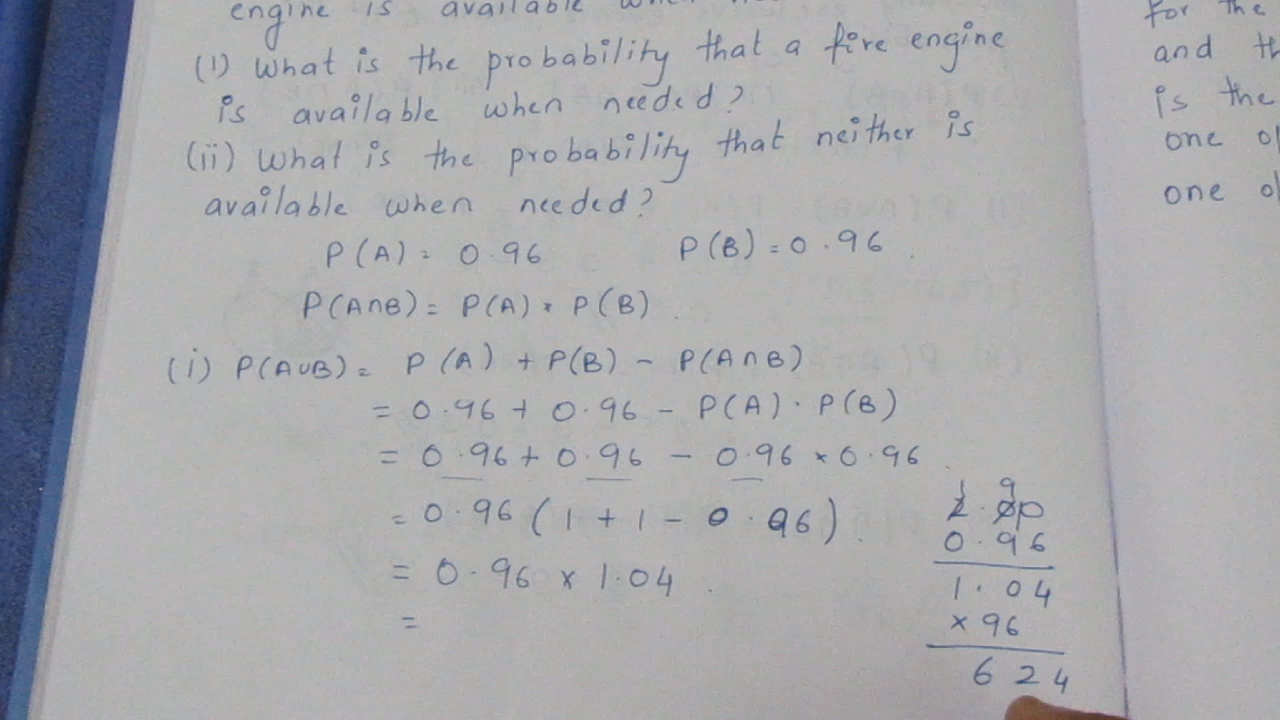 engine is available
(i) What is the probability that a fire engine
is available when needed?
(ii) What is the probability that neither is
available when needed?
P(A) = 0.96 P(B) = 0.96.
P(A∩B) = P(A) × P(B).
(i) P(A∪B) = P(A) + P(B) - P(A∩B)
= 0.96 + 0.96 - P(A) · P(B)
= 0.96 + 0.96 - 0.96 × 0.96.
= 0.96 (1 + 1 - 0.96).
= 0.96 × 1.04.
=
1 9
2.00
0.96
1.04
× 96
624
For the
and
is the
one
one